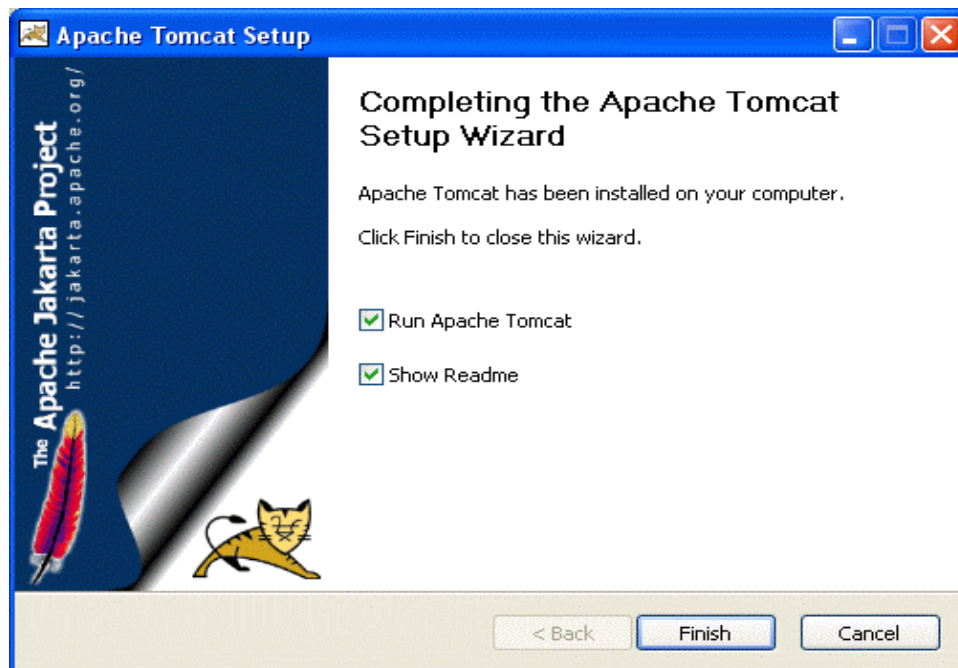 Apache Tomcat Setup
The Apache Jakarta Project
http://jakarta.apache.org/
Completing the Apache Tomcat
Setup Wizard
Apache Tomcat has been installed on your computer.
Click Finish to close this wizard.
Run Apache Tomcat
Show Readme
< Back
Finish
Cancel